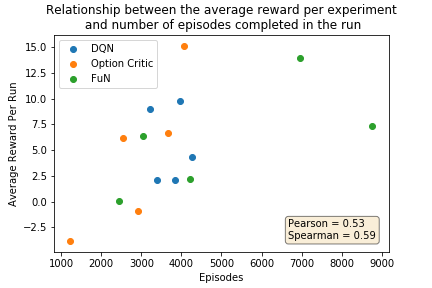 Relationship between the average reward per experiment
and number of episodes completed in the run
15.0
12.5
10.0
7.5
5.0
2.5
0.0
−2.5
Average Reward Per Run
DQN
Option Critic
FuN
Pearson = 0.53
Spearman = 0.59
1000 2000 3000 4000 5000 6000 7000 8000 9000
Episodes